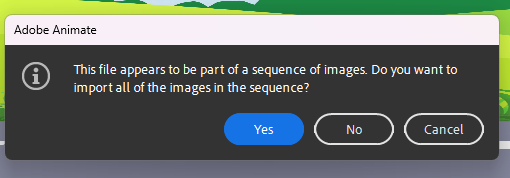 Adobe Animate
This file appears to be part of a sequence of images. Do you want to
import all of the images in the sequence?
Yes
No
Cancel